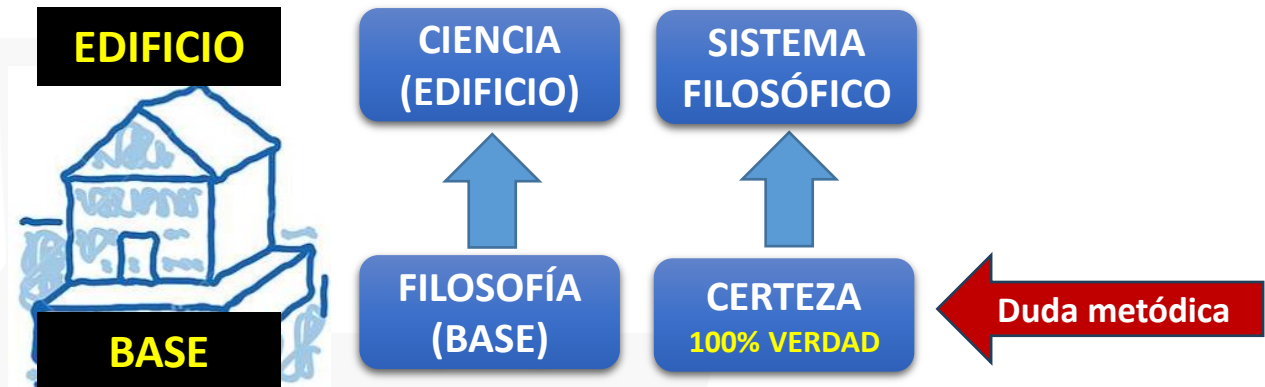 EDIFICIO
BASE
CIENCIA
(EDIFICIO)
FILOSOFÍA
(BASE)
SISTEMA
FILOSÓFICO
CERTEZA
100% VERDAD
Duda metódica